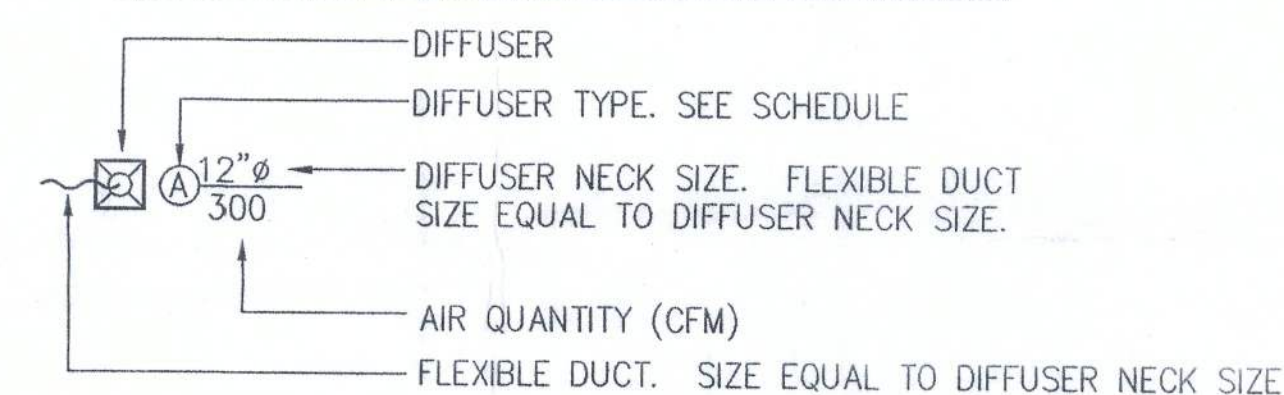 DIFFUSER
DIFFUSER TYPE. SEE SCHEDULE
A 12"ø
300
DIFFUSER NECK SIZE. FLEXIBLE DUCT
SIZE EQUAL TO DIFFUSER NECK SIZE.
AIR QUANTITY (CFM)
FLEXIBLE DUCT. SIZE EQUAL TO DIFFUSER NECK SIZE